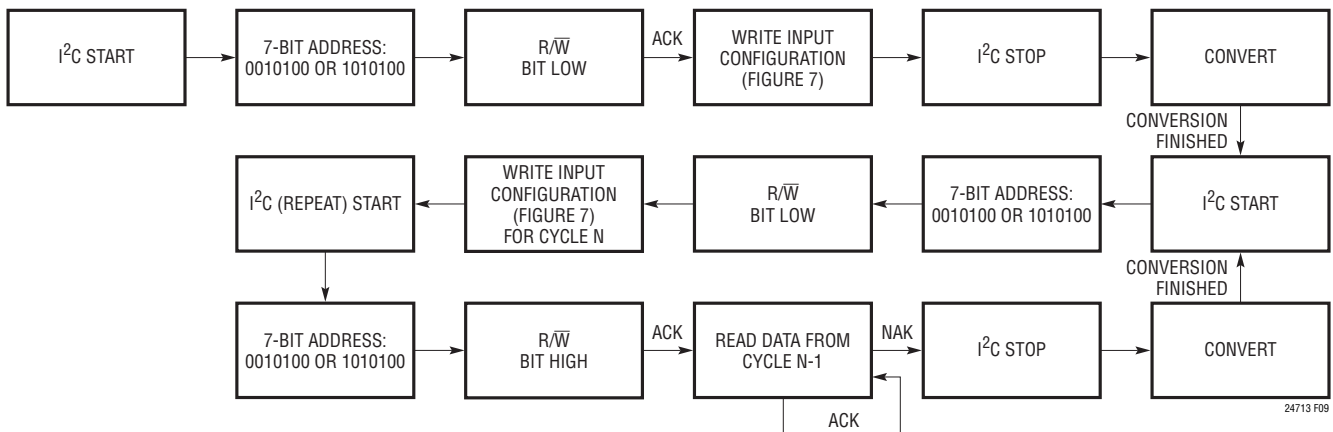 I²C START
7-BIT ADDRESS:
0010100 OR 1010100
R/W̅
BIT LOW
ACK
WRITE INPUT
CONFIGURATION
(FIGURE 7)
I²C STOP
CONVERT
CONVERSION
FINISHED
I²C (REPEAT) START
WRITE INPUT
CONFIGURATION
(FIGURE 7)
FOR CYCLE N
R/W̅
BIT LOW
7-BIT ADDRESS:
0010100 OR 1010100
I²C START
CONVERSION
FINISHED
7-BIT ADDRESS:
0010100 OR 1010100
R/W̅
BIT HIGH
ACK
READ DATA FROM
CYCLE N-1
NAK
I²C STOP
CONVERT
ACK
24713 F09